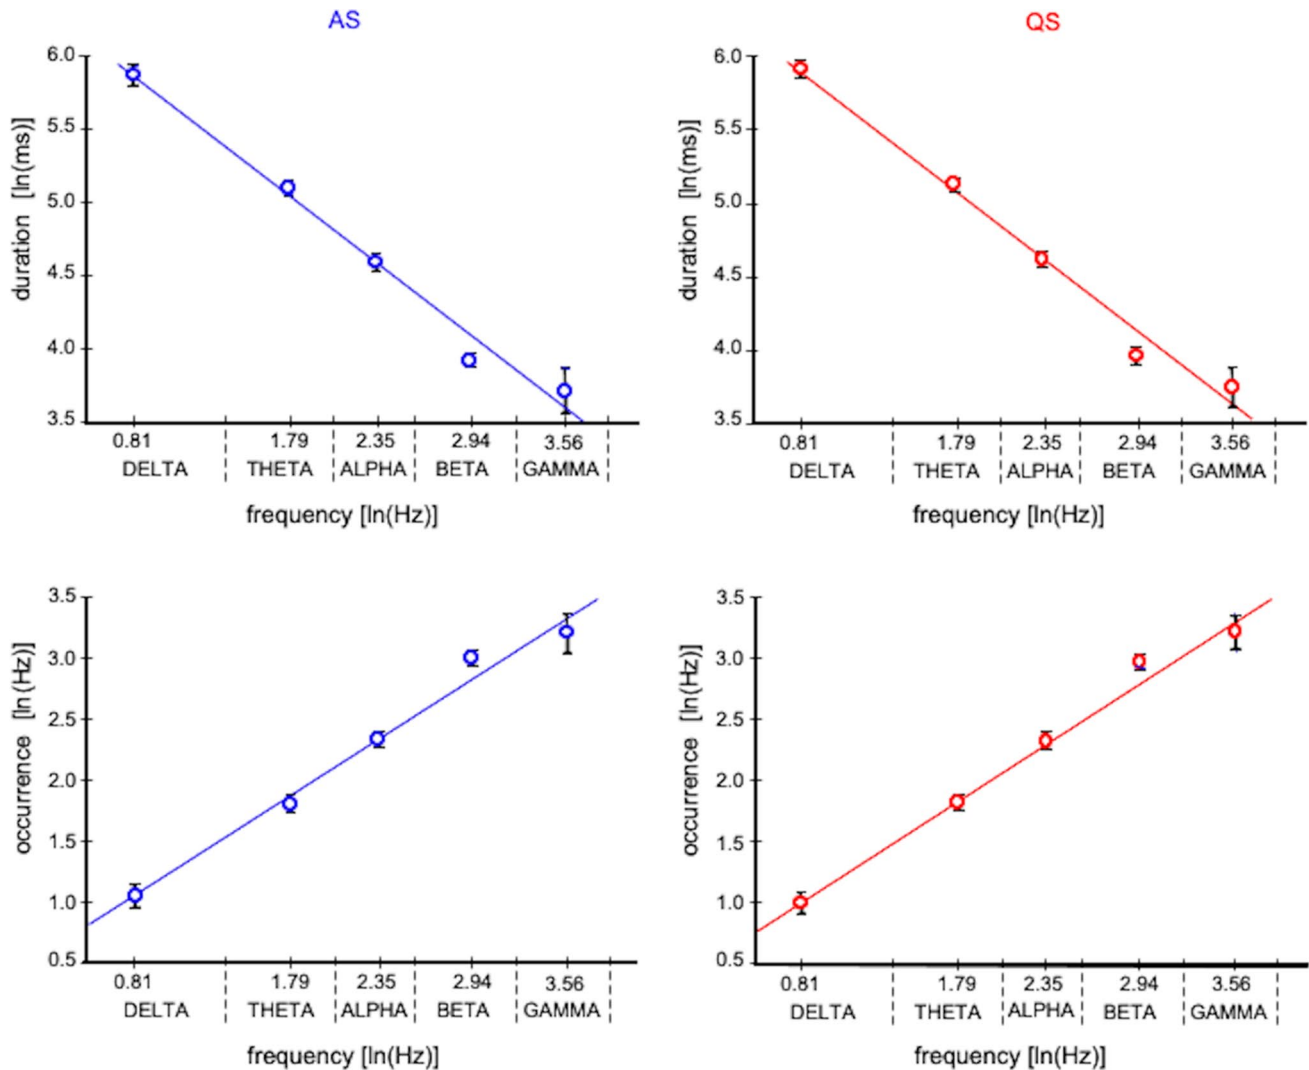 AS
6.0
5.5
5.0
4.5
4.0
3.5
duration [ln(ms)]
0.81 1.79 2.35 2.94 3.56
DELTA THETA ALPHA BETA GAMMA
frequency [ln(Hz)]
QS
6.0
5.5
5.0
4.5
4.0
3.5
duration [ln(ms)]
0.81 1.79 2.35 2.94 3.56
DELTA THETA ALPHA BETA GAMMA
frequency [ln(Hz)]
3.5
3.0
2.5
2.0
1.5
1.0
0.5
occurrence [ln(Hz)]
0.81 1.79 2.35 2.94 3.56
DELTA THETA ALPHA BETA GAMMA
frequency [ln(Hz)]
3.5
3.0
2.5
2.0
1.5
1.0
0.5
occurrence [ln(Hz)]
0.81 1.79 2.35 2.94 3.56
DELTA THETA ALPHA BETA GAMMA
frequency [ln(Hz)]